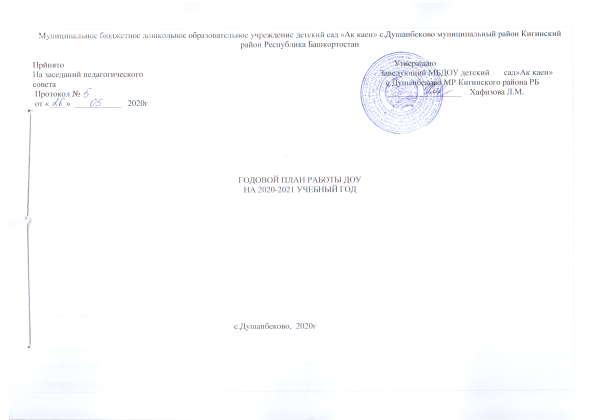 Муниципальное бюджетное дошкольное образовательное учреждение детский сад «Ак каен» с.Душанбеково муниципальный район Кигинский
район Республика Башкортостан
Принято
На заседаний педагогического
совета
Протокол № 5
от « 26 » 05 2020г
Утверждаю
Заведующий МБДОУ детский сад»Ак каен»
с Душанбеково МР Кигинского района РБ
Хафизова Л.М.
ГОДОВОЙ ПЛАН РАБОТЫ ДОУ
НА 2020-2021 УЧЕБНЫЙ ГОД
с.Душанбеково, 2020г